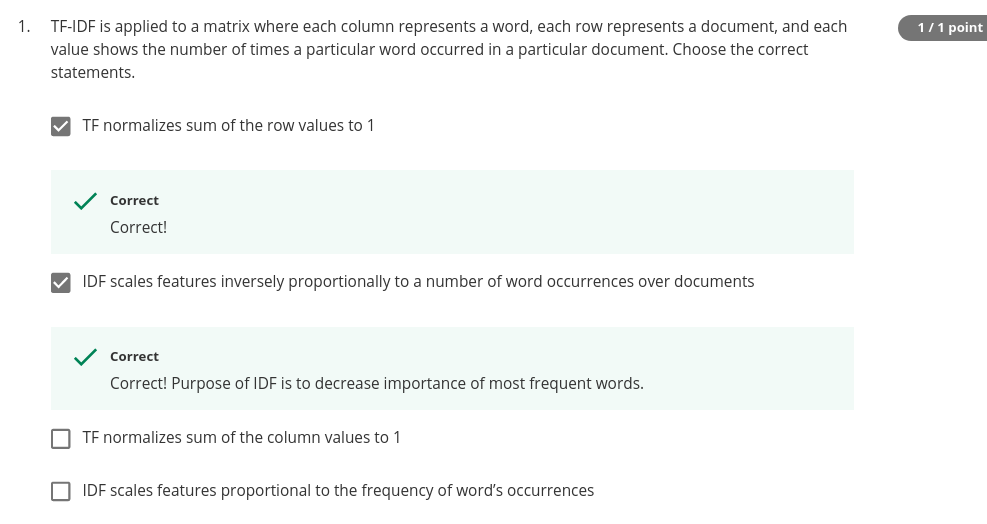 1. TF-IDF is applied to a matrix where each column represents a word, each row represents a document, and each
value shows the number of times a particular word occurred in a particular document. Choose the correct
statements.
1 / 1 point
TF normalizes sum of the row values to 1
Correct
Correct!
IDF scales features inversely proportionally to a number of word occurrences over documents
Correct
Correct! Purpose of IDF is to decrease importance of most frequent words.
TF normalizes sum of the column values to 1
IDF scales features proportional to the frequency of word’s occurrences